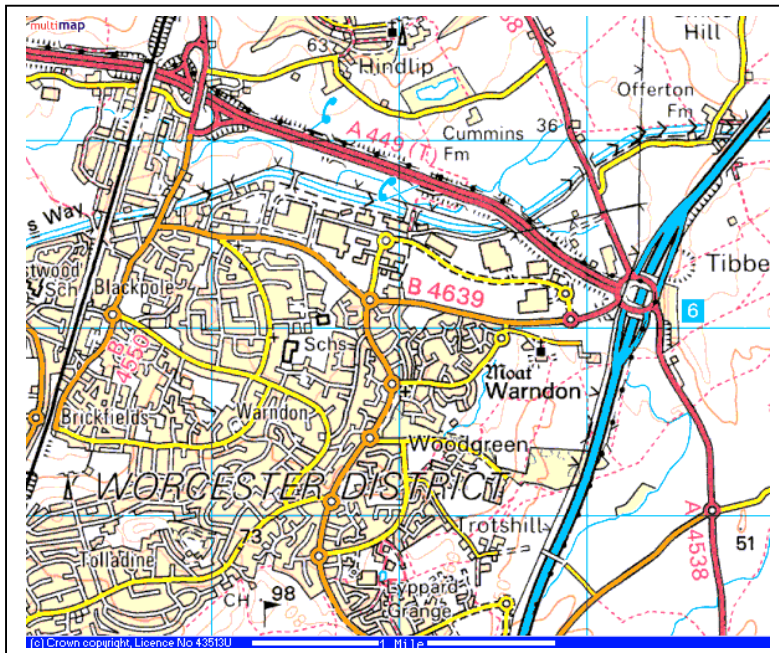 multimap
63
Hindlip
Hill
38
Offerton
Fm
A 449 (T)
Cummins
Fm
36
s Way
Tibbe
stwood
Sch
Blackpole
B 4639
6
B 4550
Schs
Moat
Warndon
Brickfields
Warndon
Woodgreen
WORCESTER DISTRICT
Trotshill
A 4538
51
73
Tolladine
CH
98
Lyppard
Grange
(c) Crown copyright, Licence No 43513U
1 Mile